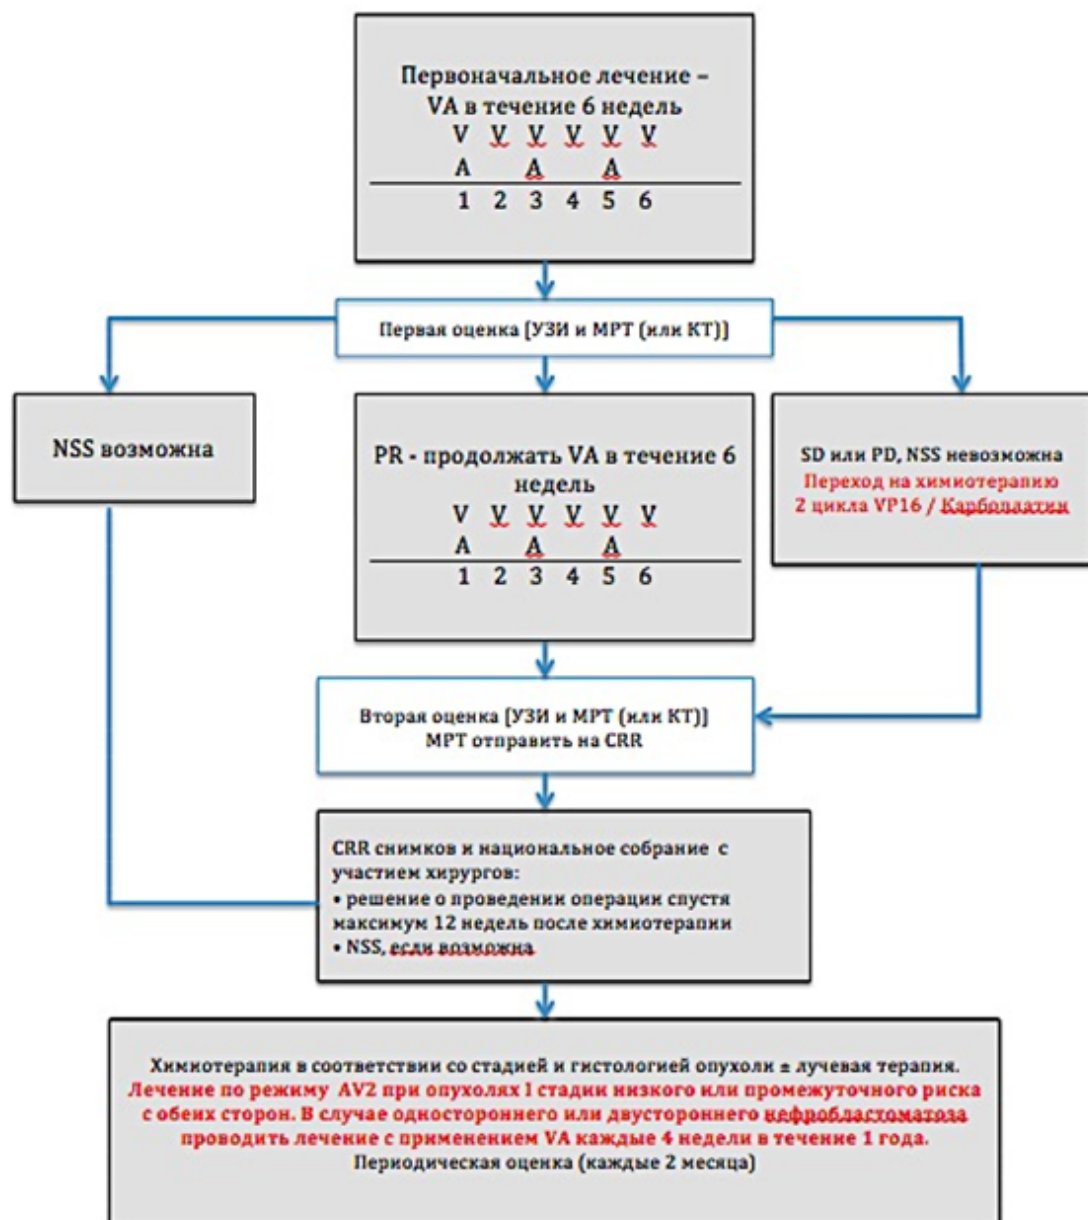 Первоначальное лечение –
VA в течение 6 недель
V V V V V V
A A A
1 2 3 4 5 6
Первая оценка [УЗИ и МРТ (или КТ)]
NSS возможна
PR - продолжать VA в течение 6
недель
V V V V V V
A A A
1 2 3 4 5 6
SD или PD, NSS невозможна
Переход на химиотерапию
2 цикла VP16 / Карбоплатин
Вторая оценка [УЗИ и МРТ (или КТ)]
МРТ отправить на CRR
CRR снимков и национальное собрание с
участием хирургов:
• решение о проведении операции спустя
максимум 12 недель после химиотерапии
• NSS, если возможна
Химиотерапия в соответствии со стадией и гистологией опухоли ± лучевая терапия.
Лечение по режиму AV2 при опухолях I стадии низкого или промежуточного риска
с обеих сторон. В случае одностороннего или двустороннего нефробластоматоза
проводить лечение с применением VA каждые 4 недели в течение 1 года.
Периодическая оценка (каждые 2 месяца)